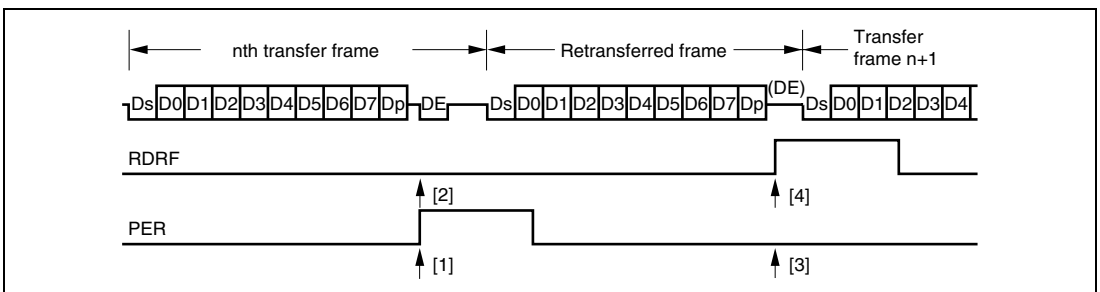 nth transfer frame
Retransferred frame
Transfer
frame n+1
Ds D0 D1 D2 D3 D4 D5 D6 D7 Dp DE Ds D0 D1 D2 D3 D4 D5 D6 D7 Dp (DE) Ds D0 D1 D2 D3 D4
RDRF
[2] [4]
PER
[1] [3]